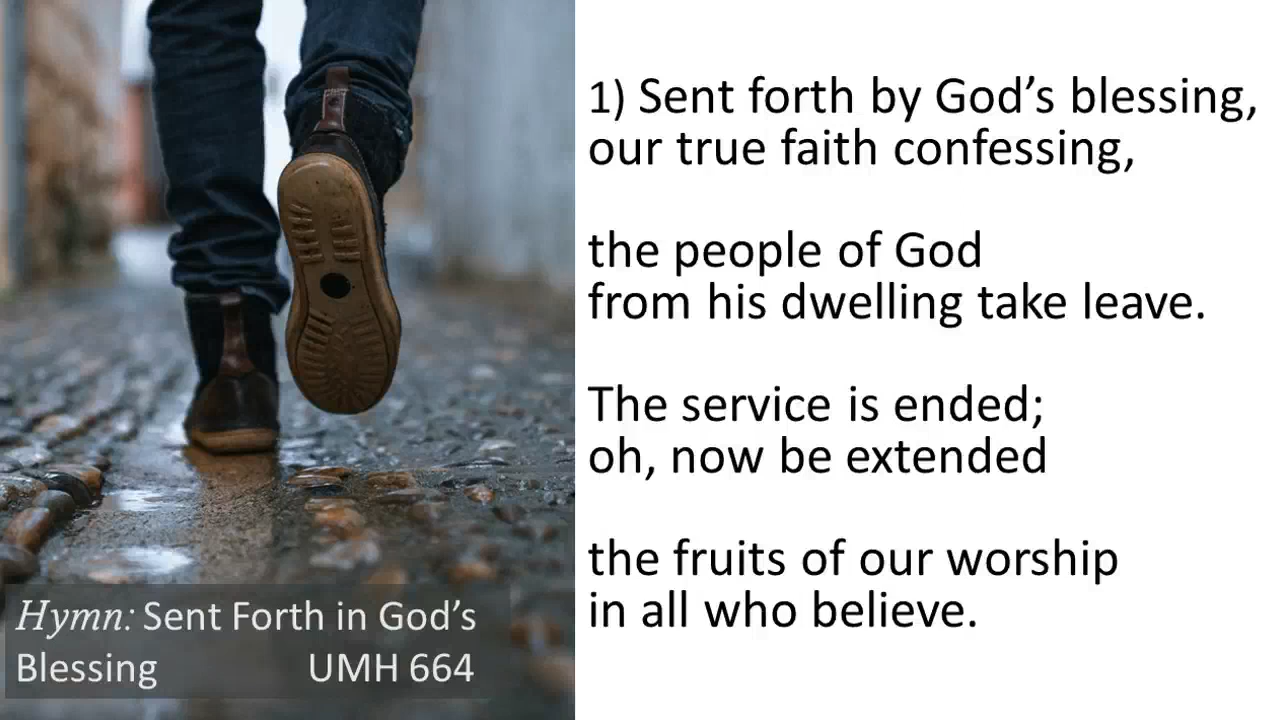 1) Sent forth by God’s blessing,
our true faith confessing,
the people of God
from his dwelling take leave.
The service is ended;
oh, now be extended
the fruits of our worship
in all who believe.
Hymn: Sent Forth in God’s
Blessing UMH 664